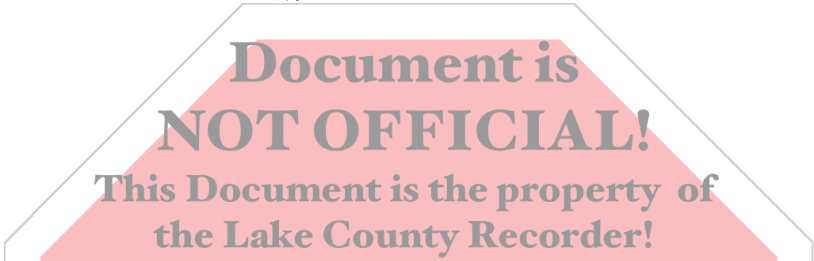 Document is
NOT OFFICIAL!
This Document is the property of
the Lake County Recorder!